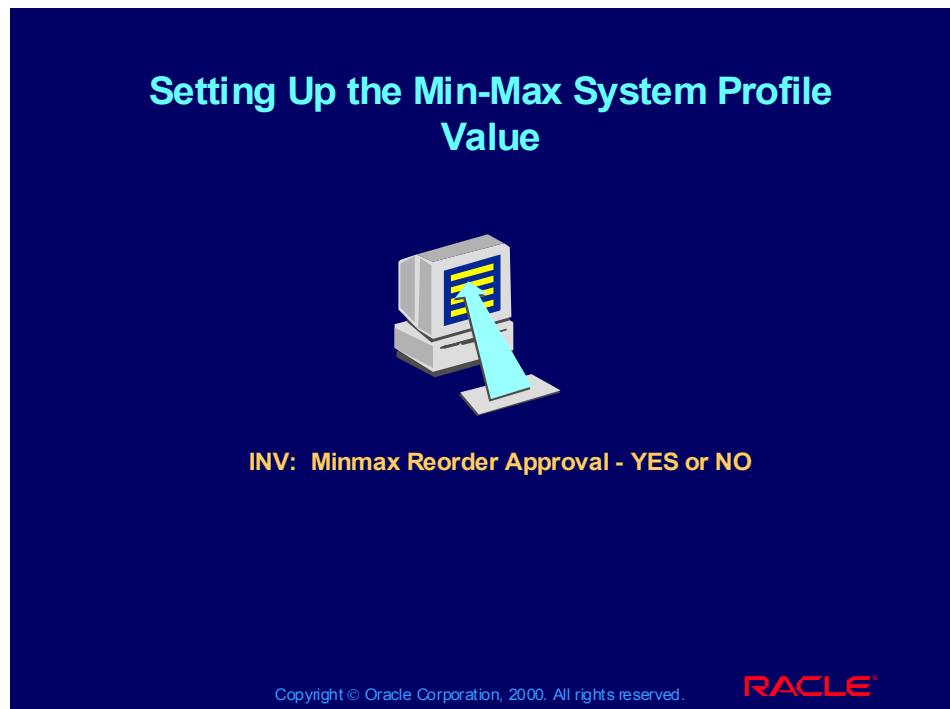 Setting Up the Min-Max System Profile
Value
INV:  Minmax Reorder Approval - YES or NO
Copyright © Oracle Corporation, 2000. All rights reserved.
RACLE